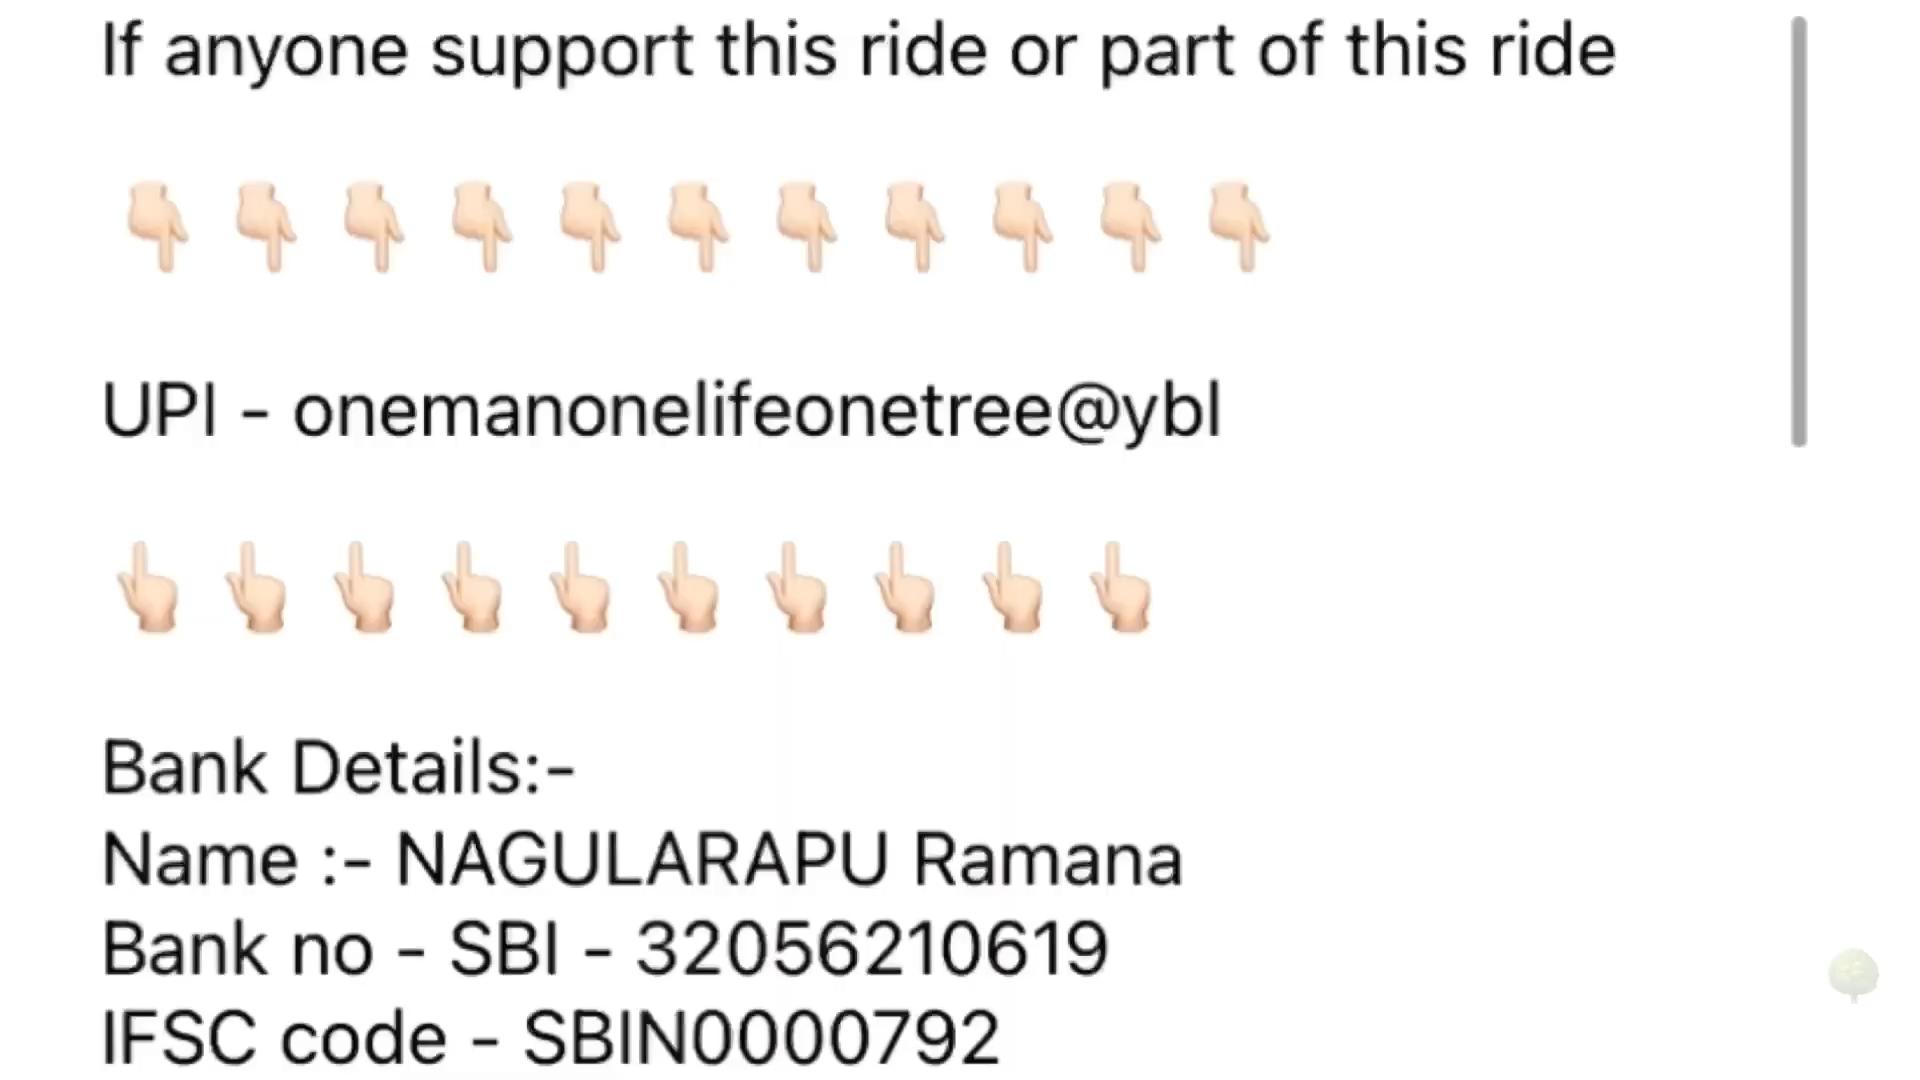 If anyone support this ride or part of this ride
👇🏻👇🏻👇🏻👇🏻👇🏻👇🏻👇🏻👇🏻👇🏻👇🏻👇🏻
UPI - onemanonelifeonetree@ybl
👆🏻👆🏻👆🏻👆🏻👆🏻👆🏻👆🏻👆🏻👆🏻👆🏻
Bank Details:-
Name :- NAGULARAPU Ramana
Bank no - SBI - 32056210619
IFSC code - SBIN0000792